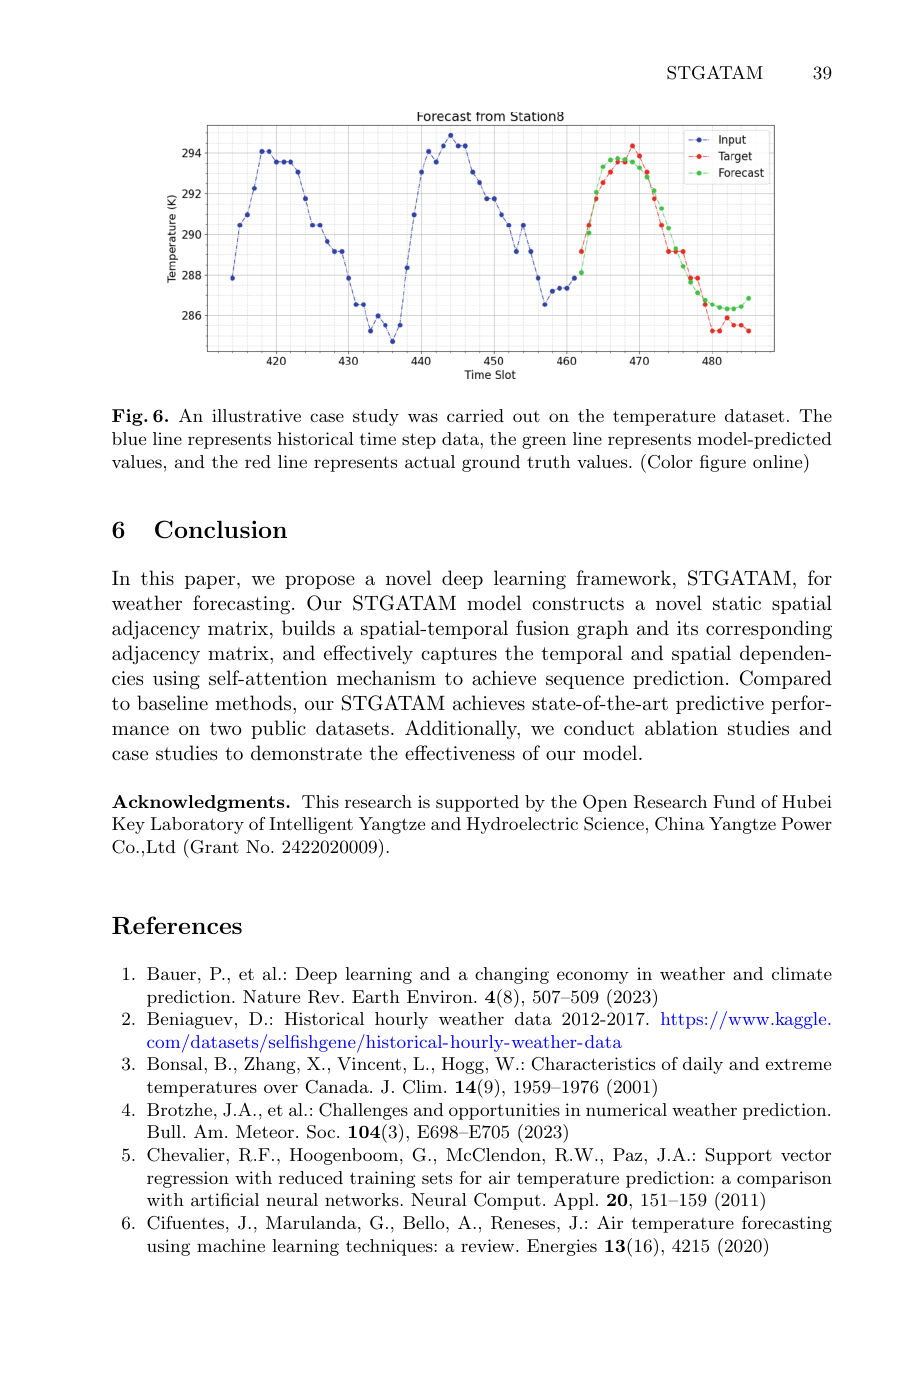 STGATAM 39
Forecast from Station8
Input
Target
Forecast
294
292
290
288
286
Temperature (K)
420 430 440 450 460 470 480
Time Slot
Fig. 6. An illustrative case study was carried out on the temperature dataset. The
blue line represents historical time step data, the green line represents model-predicted
values, and the red line represents actual ground truth values. (Color figure online)
6 Conclusion
In this paper, we propose a novel deep learning framework, STGATAM, for
weather forecasting. Our STGATAM model constructs a novel static spatial
adjacency matrix, builds a spatial-temporal fusion graph and its corresponding
adjacency matrix, and effectively captures the temporal and spatial dependen-
cies using self-attention mechanism to achieve sequence prediction. Compared
to baseline methods, our STGATAM achieves state-of-the-art predictive perfor-
mance on two public datasets. Additionally, we conduct ablation studies and
case studies to demonstrate the effectiveness of our model.
Acknowledgments. This research is supported by the Open Research Fund of Hubei
Key Laboratory of Intelligent Yangtze and Hydroelectric Science, China Yangtze Power
Co.,Ltd (Grant No. 2422020009).
References
1. Bauer, P., et al.: Deep learning and a changing economy in weather and climate
prediction. Nature Rev. Earth Environ. 4(8), 507–509 (2023)
2. Beniaguev, D.: Historical hourly weather data 2012-2017. https://www.kaggle.
com/datasets/selfishgene/historical-hourly-weather-data
3. Bonsal, B., Zhang, X., Vincent, L., Hogg, W.: Characteristics of daily and extreme
temperatures over Canada. J. Clim. 14(9), 1959–1976 (2001)
4. Brotzhe, J.A., et al.: Challenges and opportunities in numerical weather prediction.
Bull. Am. Meteor. Soc. 104(3), E698–E705 (2023)
5. Chevalier, R.F., Hoogenboom, G., McClendon, R.W., Paz, J.A.: Support vector
regression with reduced training sets for air temperature prediction: a comparison
with artificial neural networks. Neural Comput. Appl. 20, 151–159 (2011)
6. Cifuentes, J., Marulanda, G., Bello, A., Reneses, J.: Air temperature forecasting
using machine learning techniques: a review. Energies 13(16), 4215 (2020)